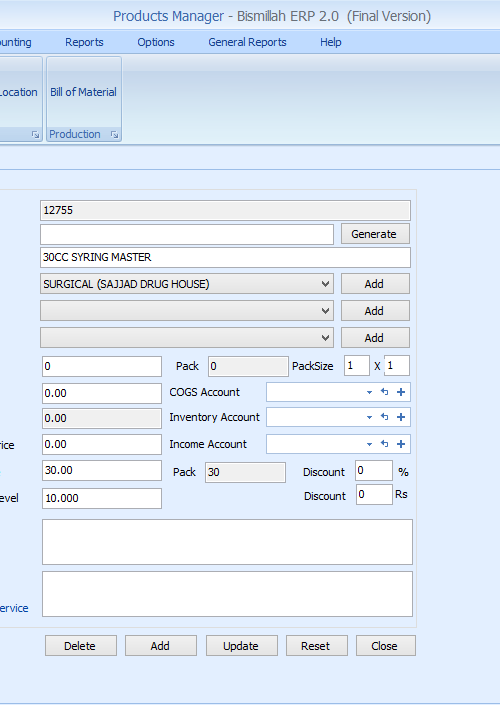 Products Manager - Bismillah ERP 2.0 (Final Version)
ounting Reports Options General Reports Help
Location Bill of Material
Production
12755
Generate
30CC SYRING MASTER
SURGICAL (SAJJAD DRUG HOUSE) Add
Add
Add
0 Pack 0 PackSize 1 X 1
0.00 COGS Account
0.00 Inventory Account
rice 0.00 Income Account
30.00 Pack 30 Discount 0 %
evel 10.000 Discount 0 Rs
ervice
Delete Add Update Reset Close